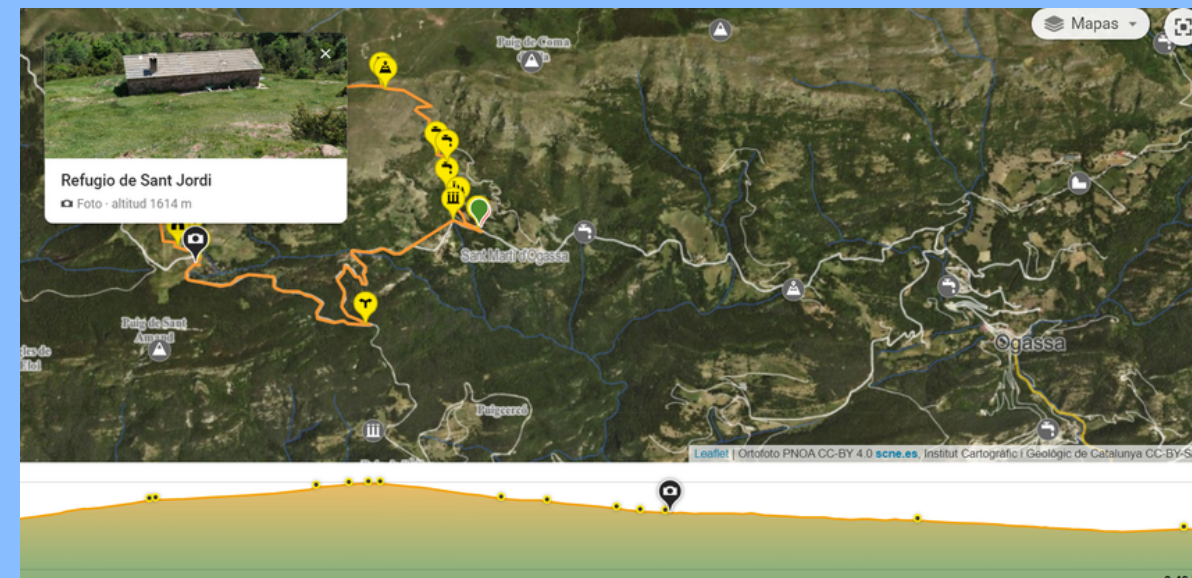 Mapas
Puig de Coma
Refugio de Sant Jordi
Foto · altitud 1614 m
Sant Martí d'Ogassa
Puig de Sant
Amand
Ogassa
Puigcercó
Leaflet | Ortofoto PNOA CC-BY 4.0 scne.es, Institut Cartogràfic i Geològic de Catalunya CC-BY-S